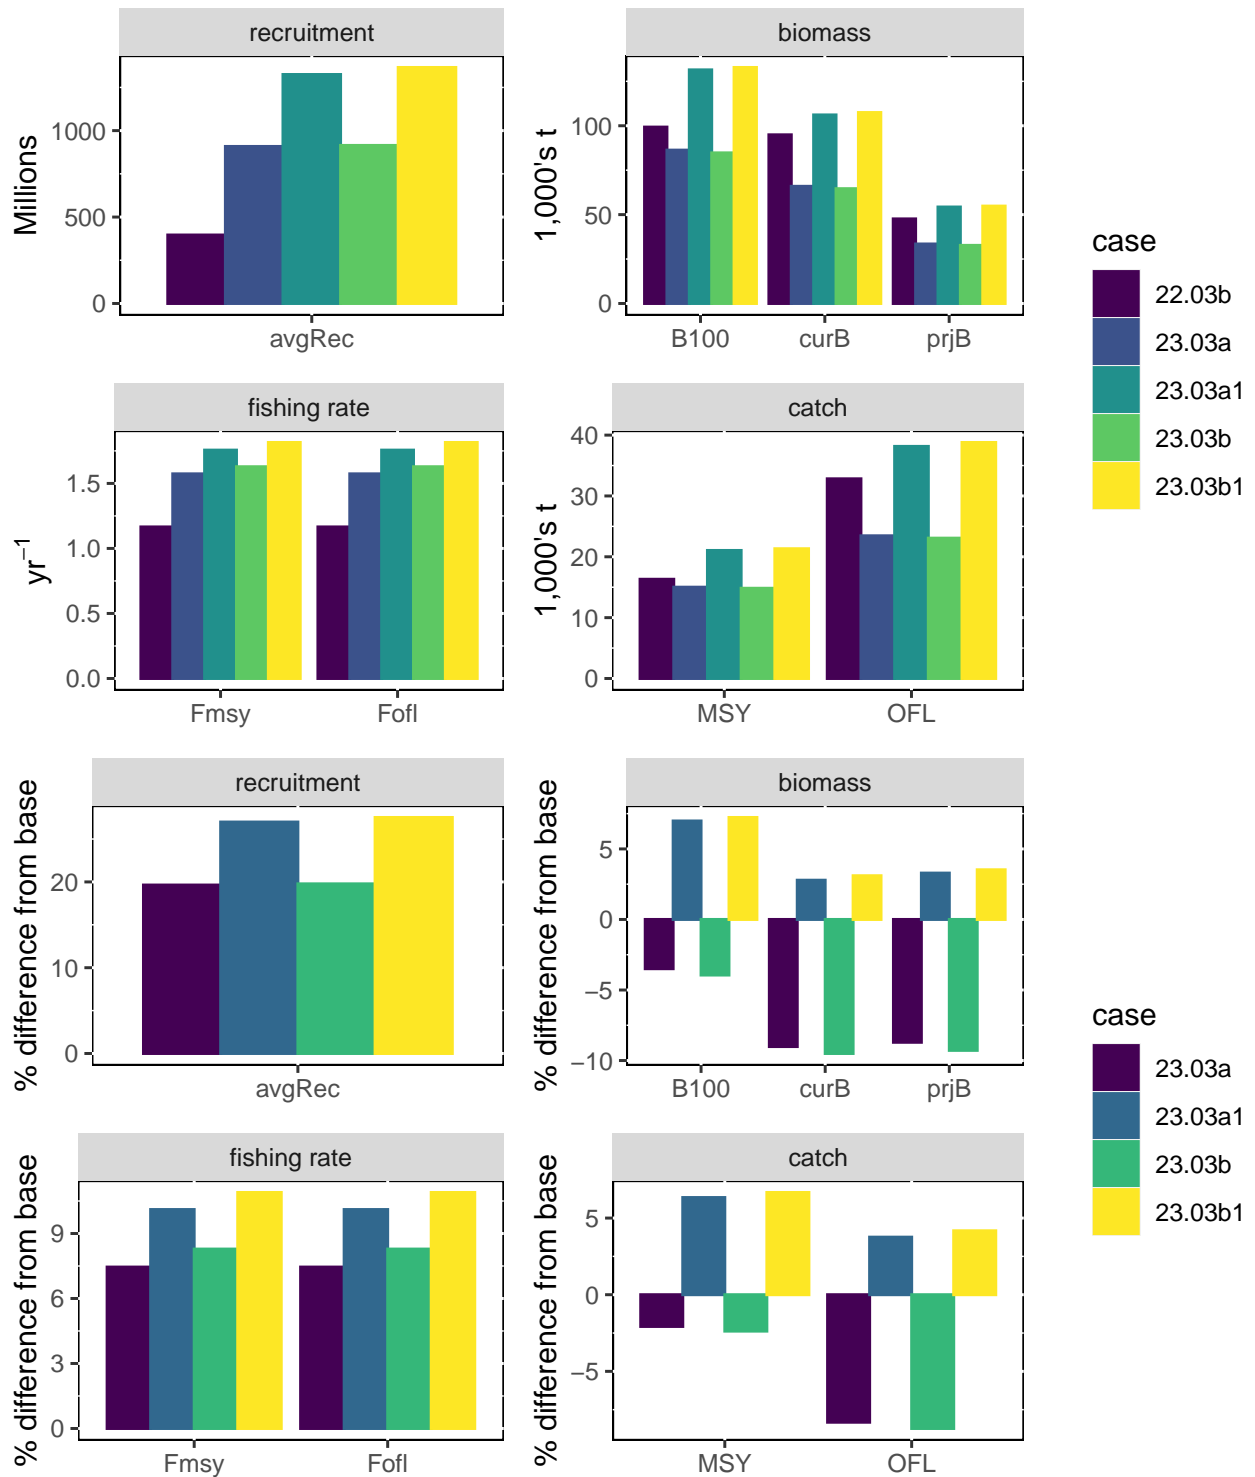 recruitment
Millions
1000
500
0
avgRec
biomass
1,000's t
100
50
0
B100 curB prjB
fishing rate
yr⁻¹
1.5
1.0
0.5
0.0
Fmsy Fofl
catch
1,000's t
40
30
20
10
0
MSY OFL
case
22.03b
23.03a
23.03a1
23.03b
23.03b1
recruitment
% difference from base
20
10
0
avgRec
biomass
% difference from base
5
0
−5
−10
B100 curB prjB
fishing rate
% difference from base
9
6
3
0
Fmsy Fofl
catch
% difference from base
5
0
−5
MSY OFL
case
23.03a
23.03a1
23.03b
23.03b1